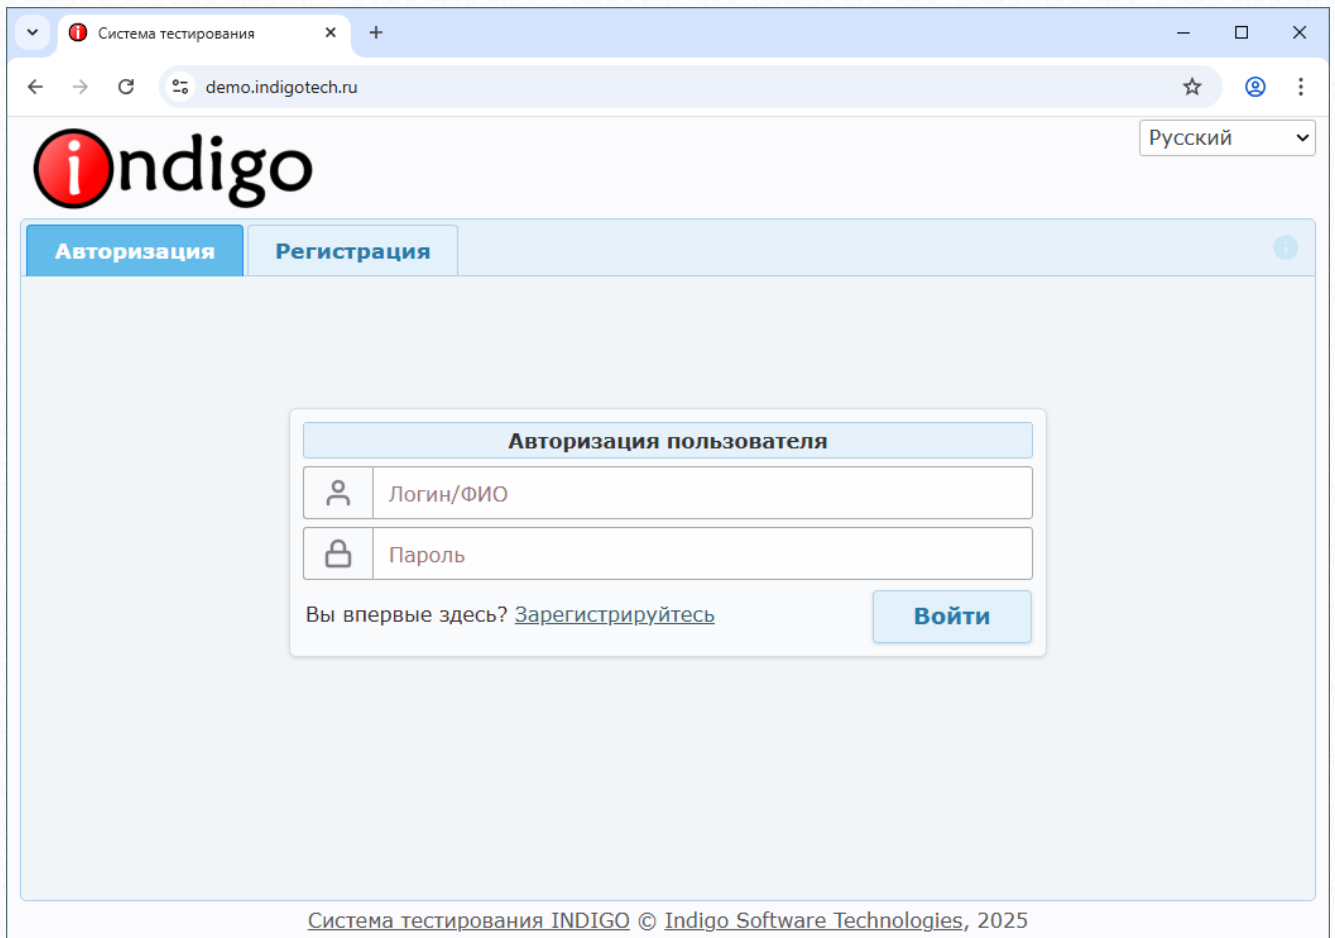 Система тестирования
demo.indigotech.ru
indigo
Русский
Авторизация
Регистрация
Авторизация пользователя
Логин/ФИО
Пароль
Вы впервые здесь? Зарегистрируйтесь
Войти
Система тестирования INDIGO © Indigo Software Technologies, 2025